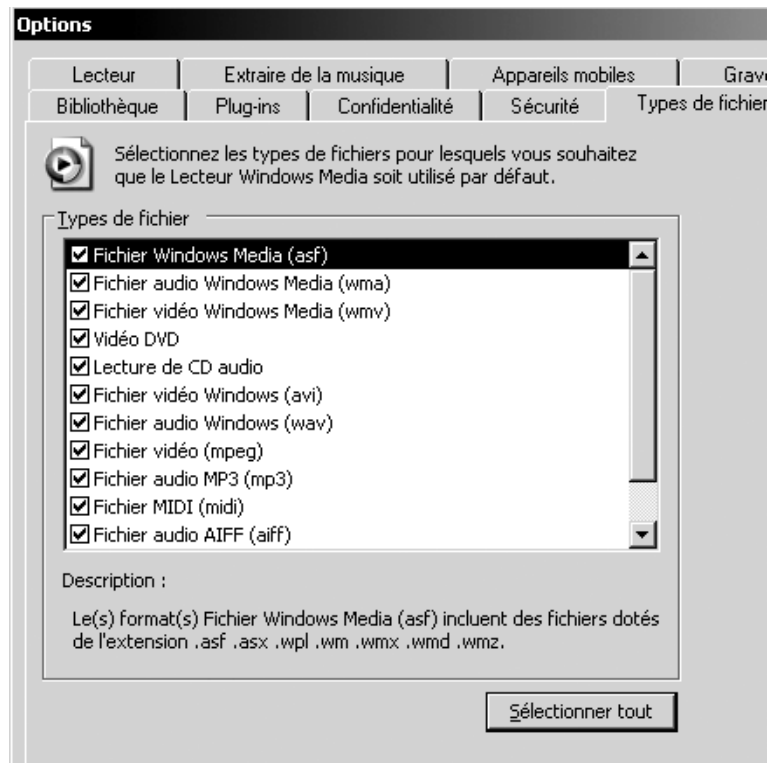 Options
Lecteur Extraire de la musique Appareils mobiles Grave
Bibliothèque Plug-ins Confidentialité Sécurité Types de fichier
Sélectionnez les types de fichiers pour lesquels vous souhaitez
que le Lecteur Windows Media soit utilisé par défaut.
Types de fichier
Fichier Windows Media (asf)
Fichier audio Windows Media (wma)
Fichier vidéo Windows Media (wmv)
Vidéo DVD
Lecture de CD audio
Fichier vidéo Windows (avi)
Fichier audio Windows (wav)
Fichier vidéo (mpeg)
Fichier audio MP3 (mp3)
Fichier MIDI (midi)
Fichier audio AIFF (aiff)
Description :
Le(s) format(s) Fichier Windows Media (asf) incluent des fichiers dotés
de l'extension .asf .asx .wpl .wm .wmx .wmd .wmz.
Sélectionner tout